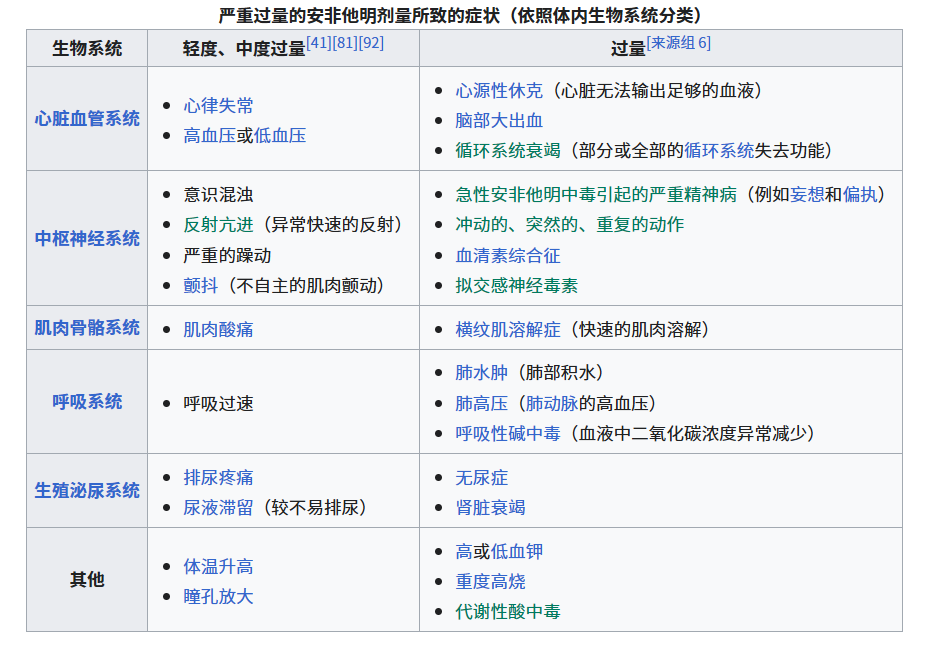 严重过量的安非他明剂量所致的症状（依照体内生物系统分类）
生物系统
轻度、中度过量[41][81][92]
过量[来源组 6]
心脏血管系统
心律失常
高血压或低血压
心源性休克（心脏无法输出足够的血液）
脑部大出血
循环系统衰竭（部分或全部的循环系统失去功能）
中枢神经系统
意识混浊
反射亢进（异常快速的反射）
严重的躁动
颤抖（不自主的肌肉颤动）
急性安非他明中毒引起的严重精神病（例如妄想和偏执）
冲动的、突然的、重复的动作
血清素综合征
拟交感神经毒素
肌肉骨骼系统
肌肉酸痛
横纹肌溶解症（快速的肌肉溶解）
呼吸系统
呼吸过速
肺水肿（肺部积水）
肺高压（肺动脉的高血压）
呼吸性碱中毒（血液中二氧化碳浓度异常减少）
生殖泌尿系统
排尿疼痛
尿液滞留（较不易排尿）
无尿症
肾脏衰竭
其他
体温升高
瞳孔放大
高或低血钾
重度高烧
代谢性酸中毒